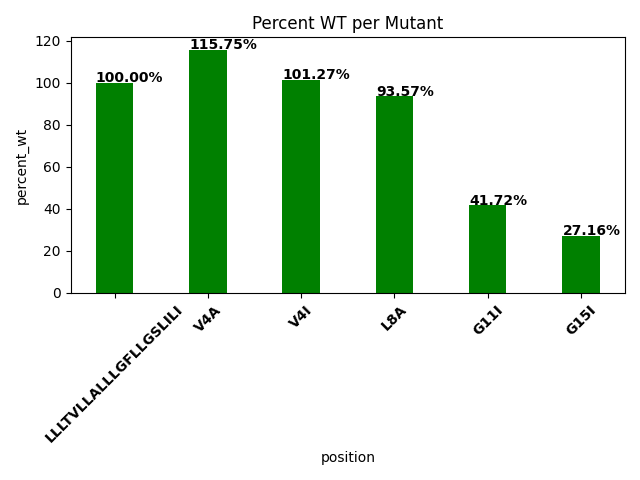 Percent WT per Mutant
percent_wt
120
100
80
60
40
20
0
100.00%
115.75%
101.27%
93.57%
41.72%
27.16%
LLLTVLLALLLGFLLGSLILI
V4A
V4I
L8A
G11I
G15I
position